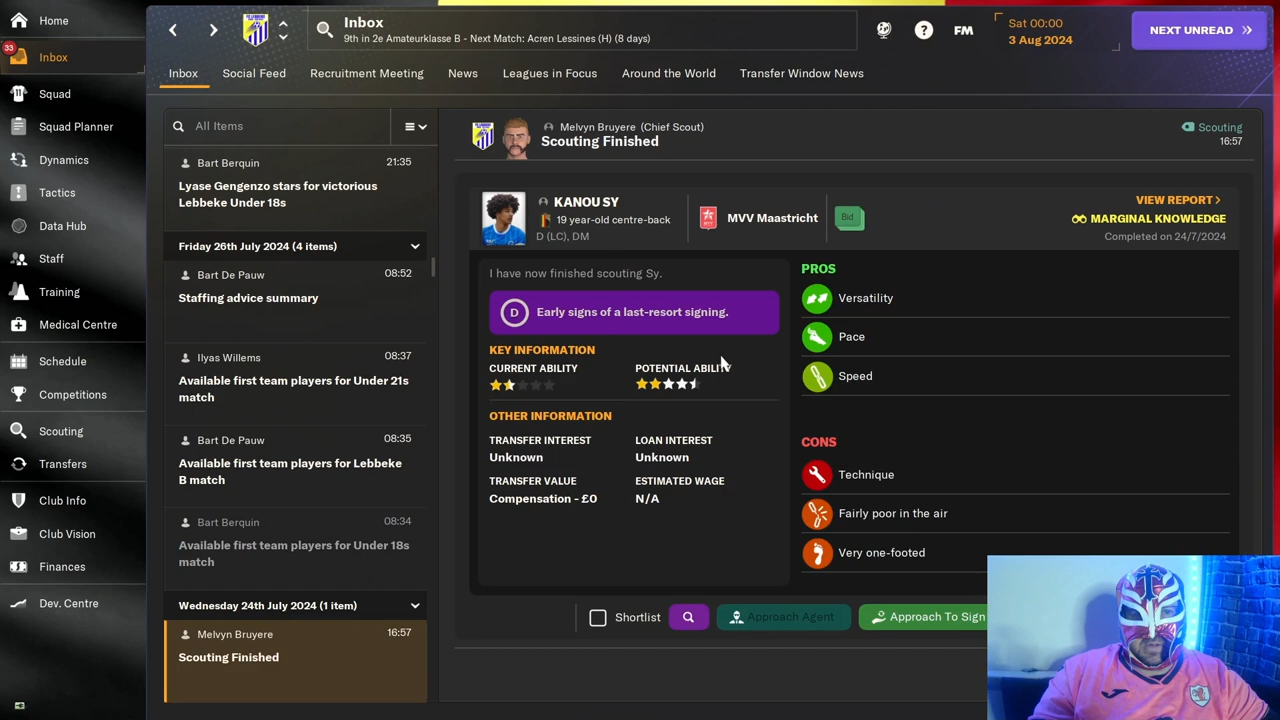 Home
33
Inbox
Squad
Squad Planner
Dynamics
Tactics
Data Hub
Staff
Training
Medical Centre
Schedule
Competitions
Scouting
Transfers
Club Info
Club Vision
Finances
Dev. Centre
Inbox
9th in 2e Amateurklasse B - Next Match: Acren Lessines (H) (8 days)
?
FM
Sat 00:00
3 Aug 2024
NEXT UNREAD
Inbox
Social Feed
Recruitment Meeting
News
Leagues in Focus
Around the World
Transfer Window News
All Items
Bart Berquin 21:35
Lyase Gengenzo stars for victorious
Lebbeke Under 18s
Friday 26th July 2024 (4 items)
Bart De Pauw 08:52
Staffing advice summary
Ilyas Willems 08:37
Available first team players for Under 21s
match
Bart De Pauw 08:35
Available first team players for Lebbeke
B match
Bart Berquin 08:34
Available first team players for Under 18s
match
Wednesday 24th July 2024 (1 item)
Melvyn Bruyere 16:57
Scouting Finished
Melvyn Bruyere (Chief Scout)
Scouting Finished
Scouting
16:57
KANOU SY
19 year-old centre-back
D (LC), DM
MVV Maastricht
Bid
VIEW REPORT >
MARGINAL KNOWLEDGE
Completed on 24/7/2024
I have now finished scouting Sy.
D Early signs of a last-resort signing.
KEY INFORMATION
CURRENT ABILITY POTENTIAL ABILITY
OTHER INFORMATION
TRANSFER INTEREST LOAN INTEREST
Unknown Unknown
TRANSFER VALUE ESTIMATED WAGE
Compensation - £0 N/A
PROS
Versatility
Pace
Speed
CONS
Technique
Fairly poor in the air
Very one-footed
Shortlist
Approach Agent
Approach To Sign